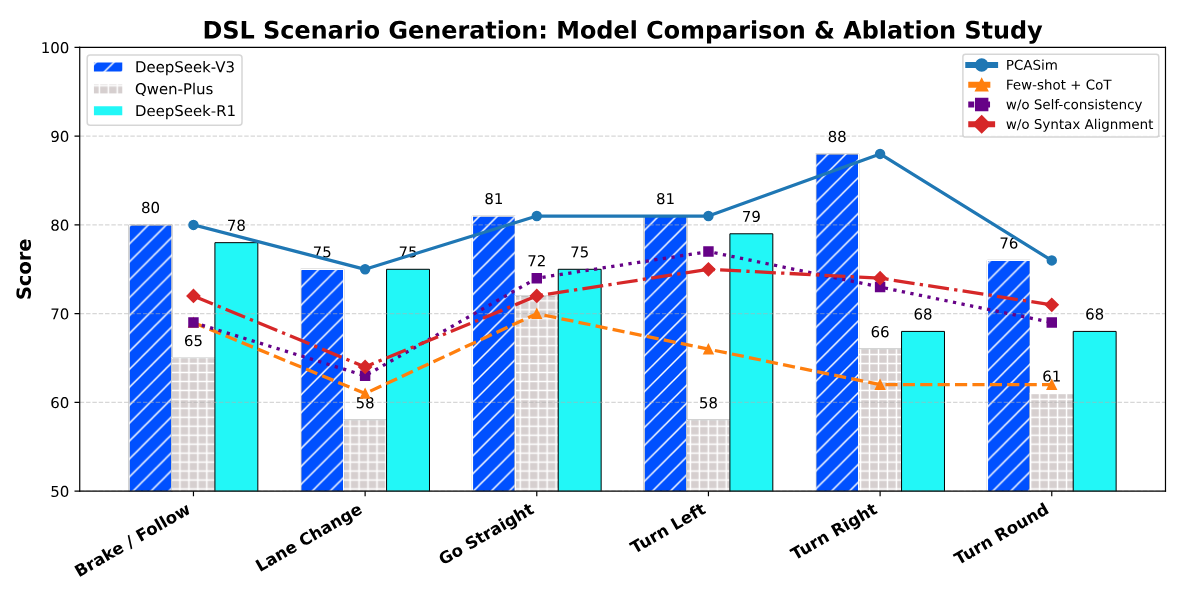 DSL Scenario Generation: Model Comparison & Ablation Study
DeepSeek-V3
Qwen-Plus
DeepSeek-R1
PCASim
Few-shot + CoT
w/o Self-consistency
w/o Syntax Alignment
Score
100
90
80
70
60
50
80
65
78
75
58
75
81
72
75
81
58
79
88
66
68
76
61
68
Brake / Follow
Lane Change
Go Straight
Turn Left
Turn Right
Turn Round